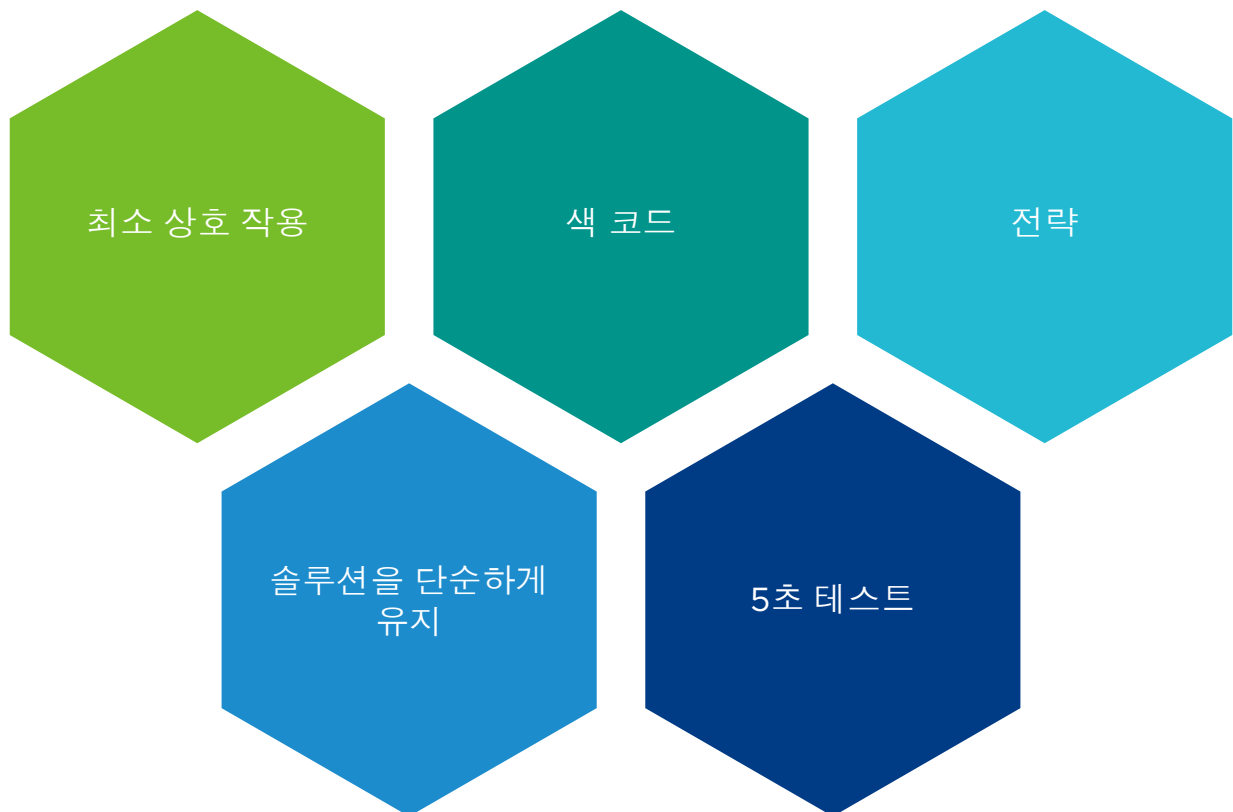 최소 상호 작용
색 코드
전략
솔루션을 단순하게
유지
5초 테스트